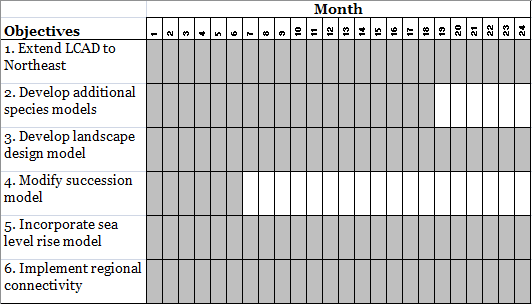 Month
Objectives 1 2 3 4 5 6 7 8 9 10 11 12 13 14 15 16 17 18 19 20 21 22 23 24
1. Extend LCAD to
Northeast
2. Develop additional
species models
3. Develop landscape
design model
4. Modify succession
model
5. Incorporate sea
level rise model
6. Implement regional
connectivity